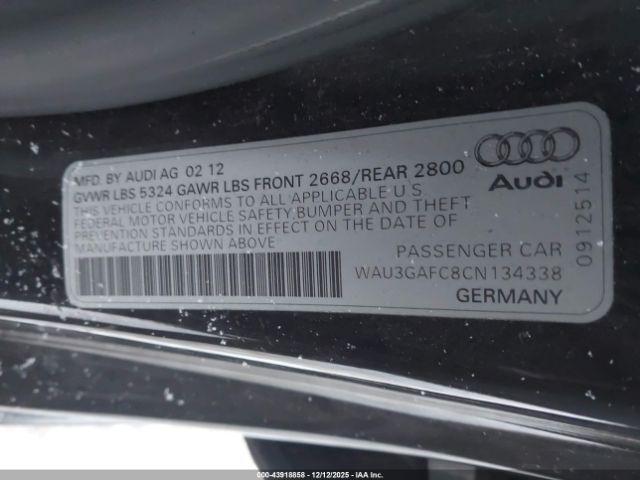 MFD. BY AUDI AG 02 12
GVWR LBS 5324 GAWR LBS FRONT 2668/REAR 2800
THIS VEHICLE CONFORMS TO ALL APPLICABLE U S.
FEDERAL MOTOR VEHICLE SAFETY,BUMPER AND THEFT
PREVENTION STANDARDS IN EFFECT ON THE DATE OF
MANUFACTURE SHOWN ABOVE
Audi
0912514
PASSENGER CAR
WAU3GAFC8CN134338
GERMANY
000-43918858 - 12/12/2025 - IAA Inc.